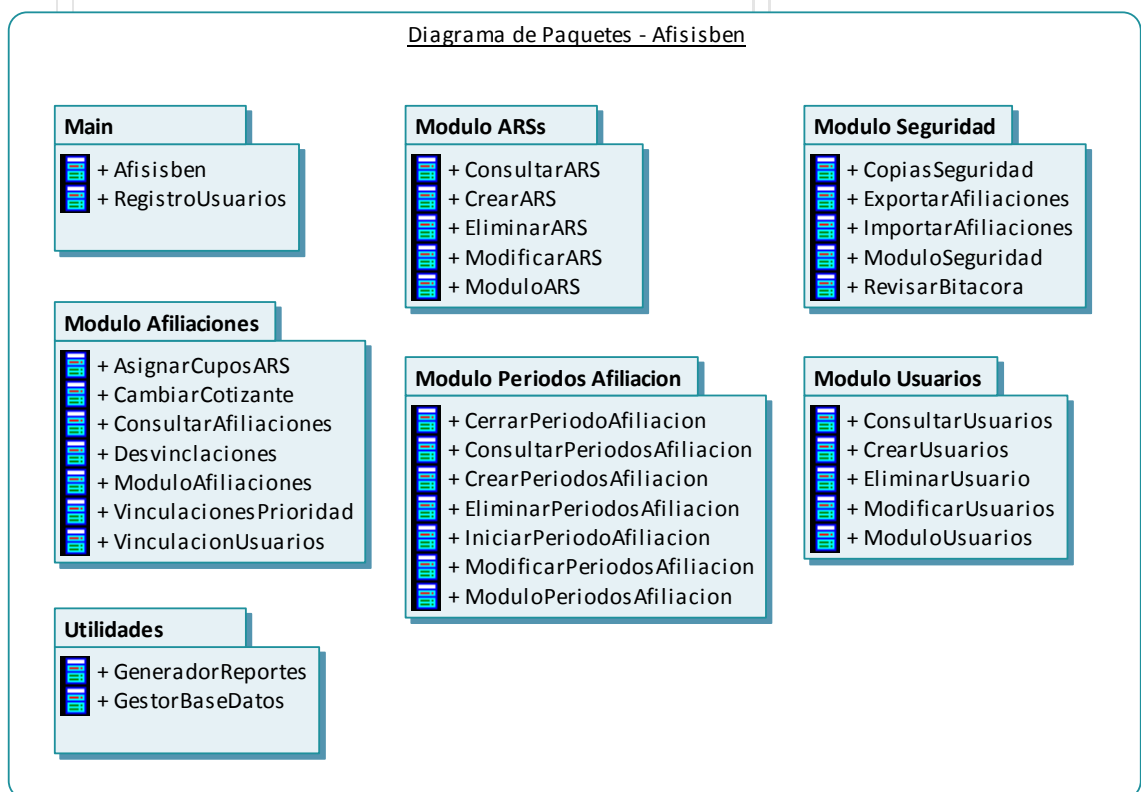 Diagrama de Paquetes - Afisisben
Main
+ Afisisben
+ RegistroUsuarios
Modulo Afiliaciones
+ AsignarCuposARS
+ CambiarCotizante
+ ConsultarAfiliaciones
+ Desvinclaciones
+ ModuloAfiliaciones
+ VinculacionesPrioridad
+ VinculacionUsuarios
Utilidades
+ GeneradorReportes
+ GestorBaseDatos
Modulo ARSs
+ ConsultarARS
+ CrearARS
+ EliminarARS
+ ModificarARS
+ ModuloARS
Modulo Periodos Afiliacion
+ CerrarPeriodoAfiliacion
+ ConsultarPeriodosAfiliacion
+ CrearPeriodosAfiliacion
+ EliminarPeriodosAfiliacion
+ IniciarPeriodoAfiliacion
+ ModificarPeriodosAfiliacion
+ ModuloPeriodosAfiliacion
Modulo Seguridad
+ CopiasSeguridad
+ ExportarAfiliaciones
+ ImportarAfiliaciones
+ ModuloSeguridad
+ RevisarBitacora
Modulo Usuarios
+ ConsultarUsuarios
+ CrearUsuarios
+ EliminarUsuario
+ ModificarUsuarios
+ ModuloUsuarios